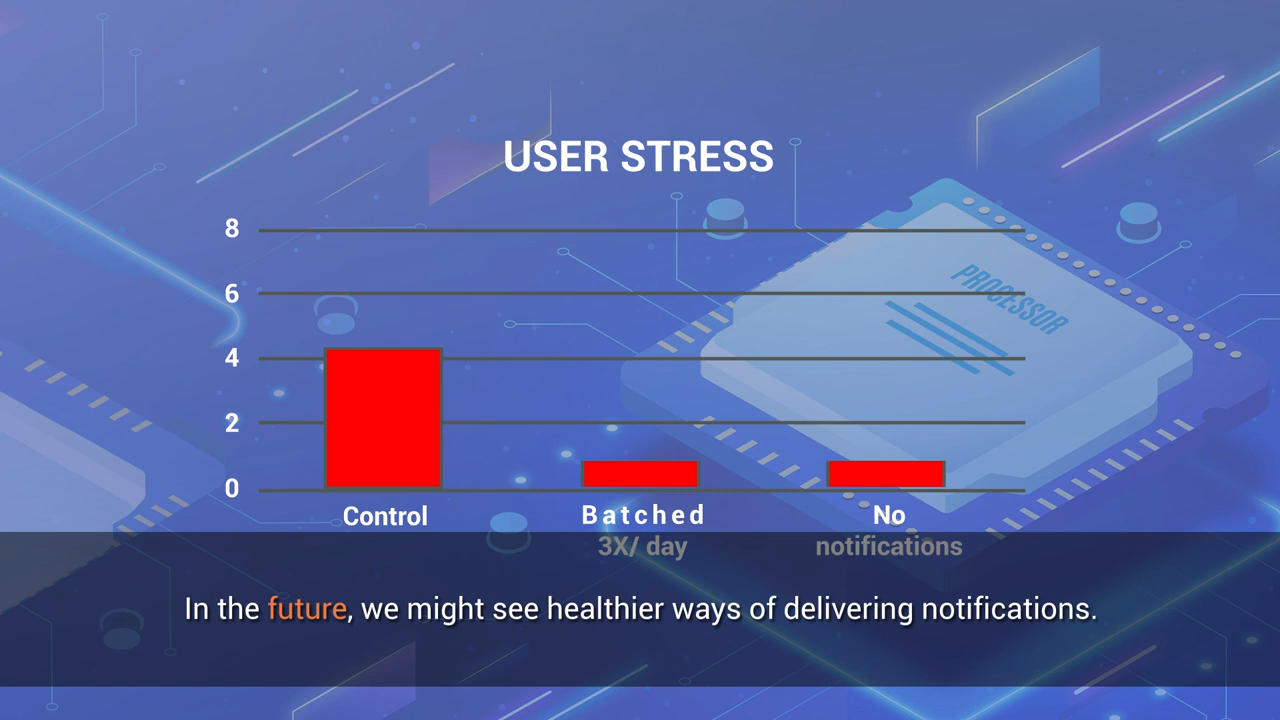 USER STRESS
8
6
4
2
0
PROCESSOR
Control
Batched
3X/ day
No
notifications
In the future, we might see healthier ways of delivering notifications.